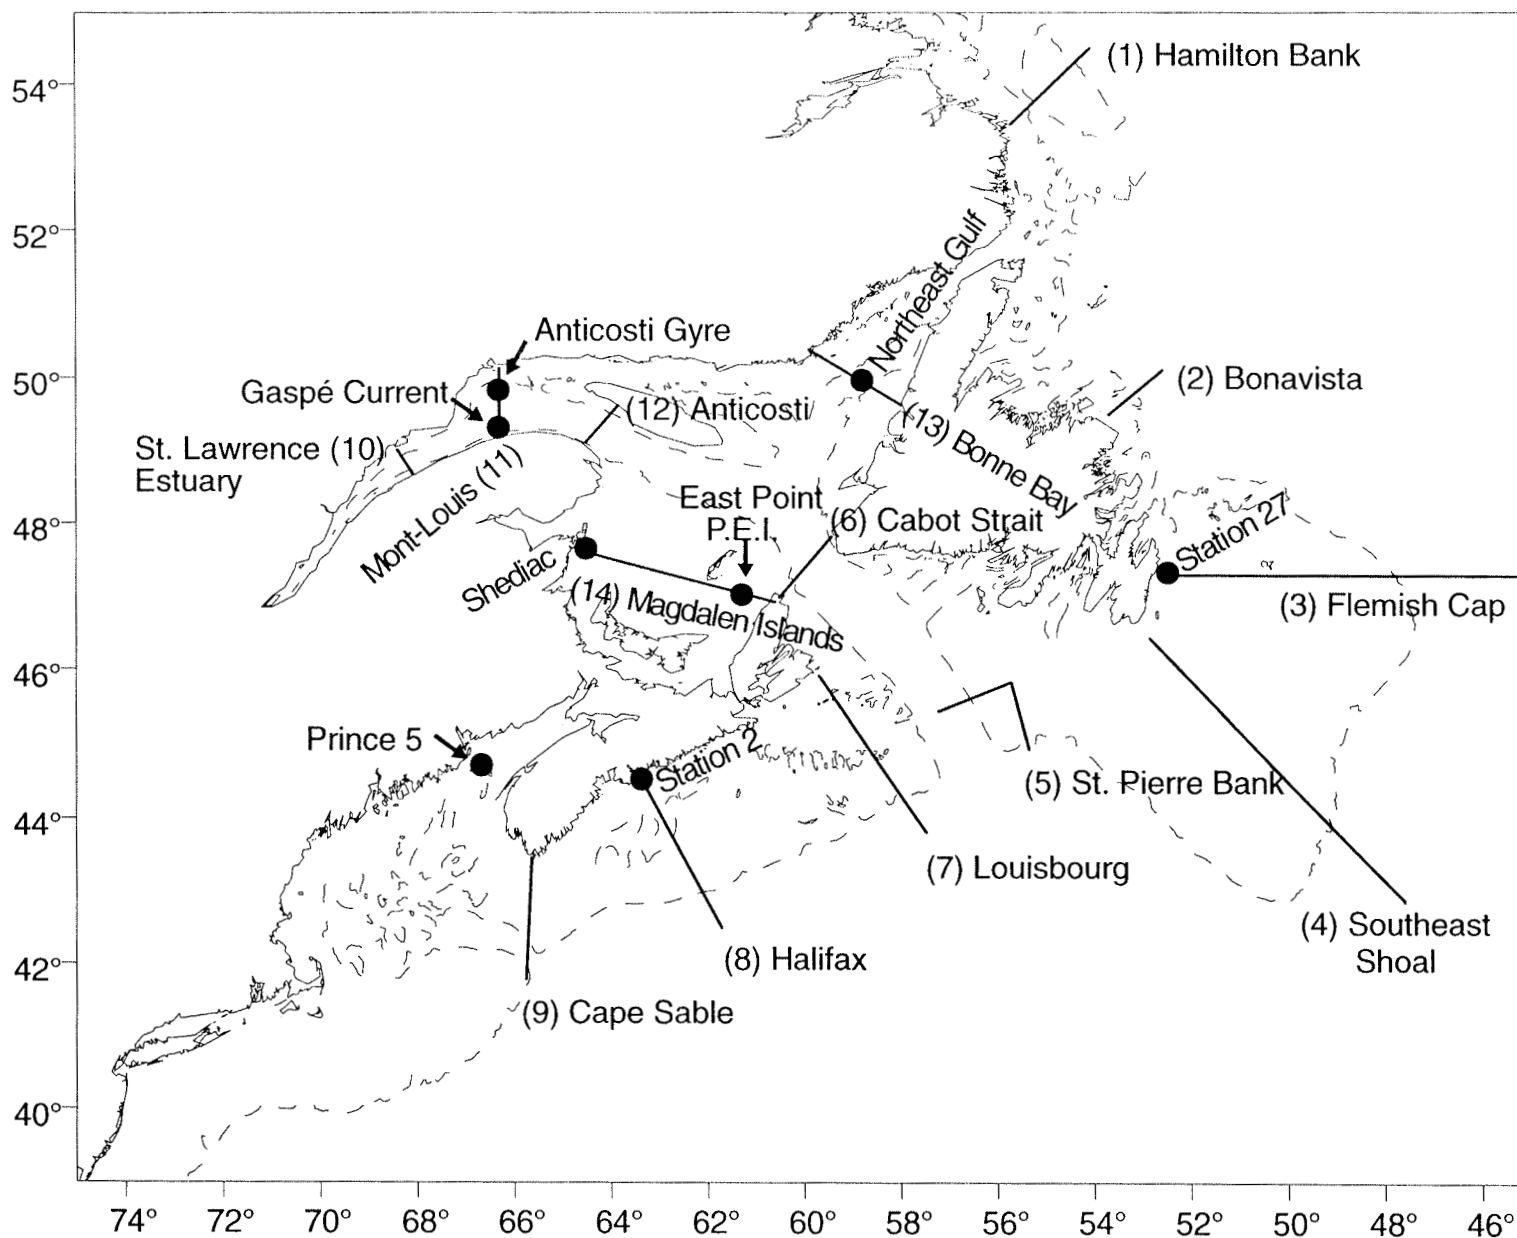 (1) Hamilton Bank
54°
52°
Northeast Gulf
Anticosti Gyre
50°
Gaspé Current
(2) Bonavista
(12) Anticosti
(13) Bonne Bay
St. Lawrence (10)
Estuary
Mont-Louis (11)
East Point
P.E.I.
48°
(6) Cabot Strait
Station 27
Shediac
(14) Magdalen Islands
(3) Flemish Cap
46°
Prince 5
Station 2
(5) St. Pierre Bank
44°
(7) Louisbourg
(4) Southeast
Shoal
42°
(8) Halifax
(9) Cape Sable
40°
74° 72° 70° 68° 66° 64° 62° 60° 58° 56° 54° 52° 50° 48° 46°